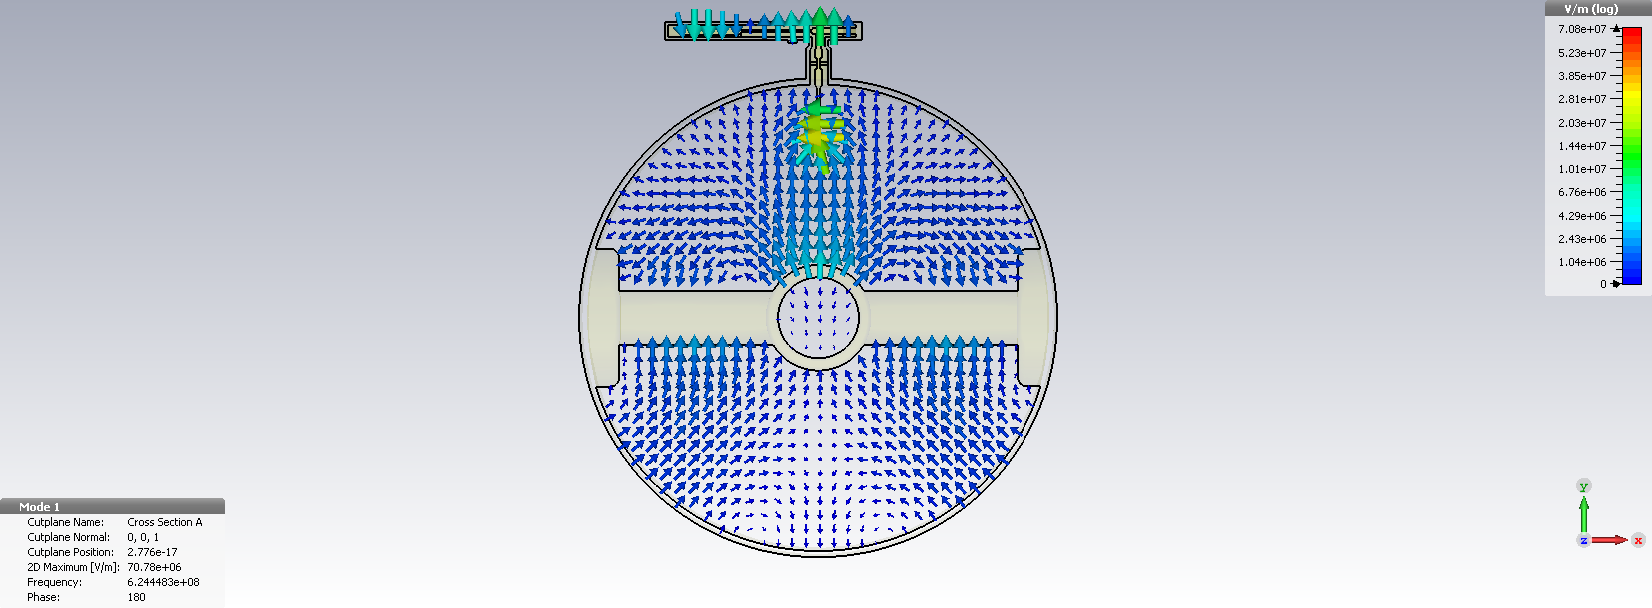 V/m (log)
7.08e+07
5.23e+07
3.85e+07
2.81e+07
2.03e+07
1.44e+07
1.01e+07
6.76e+06
4.29e+06
2.43e+06
1.04e+06
0
y
z
x
Mode 1
Cutplane Name: Cross Section A
Cutplane Normal: 0, 0, 1
Cutplane Position: 2.776e-17
2D Maximum [V/m]: 70.78e+06
Frequency: 6.244483e+08
Phase: 180